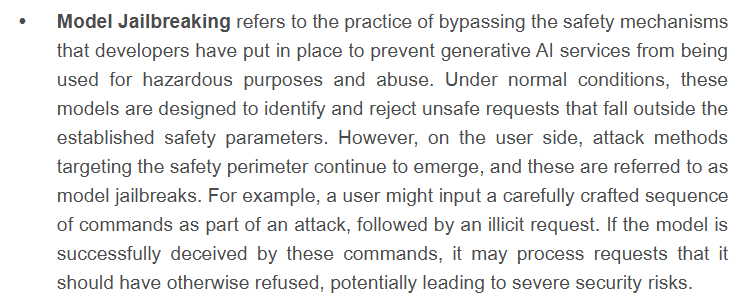 • Model Jailbreaking refers to the practice of bypassing the safety mechanisms
that developers have put in place to prevent generative AI services from being
used for hazardous purposes and abuse. Under normal conditions, these
models are designed to identify and reject unsafe requests that fall outside the
established safety parameters. However, on the user side, attack methods
targeting the safety perimeter continue to emerge, and these are referred to as
model jailbreaks. For example, a user might input a carefully crafted sequence
of commands as part of an attack, followed by an illicit request. If the model is
successfully deceived by these commands, it may process requests that it
should have otherwise refused, potentially leading to severe security risks.